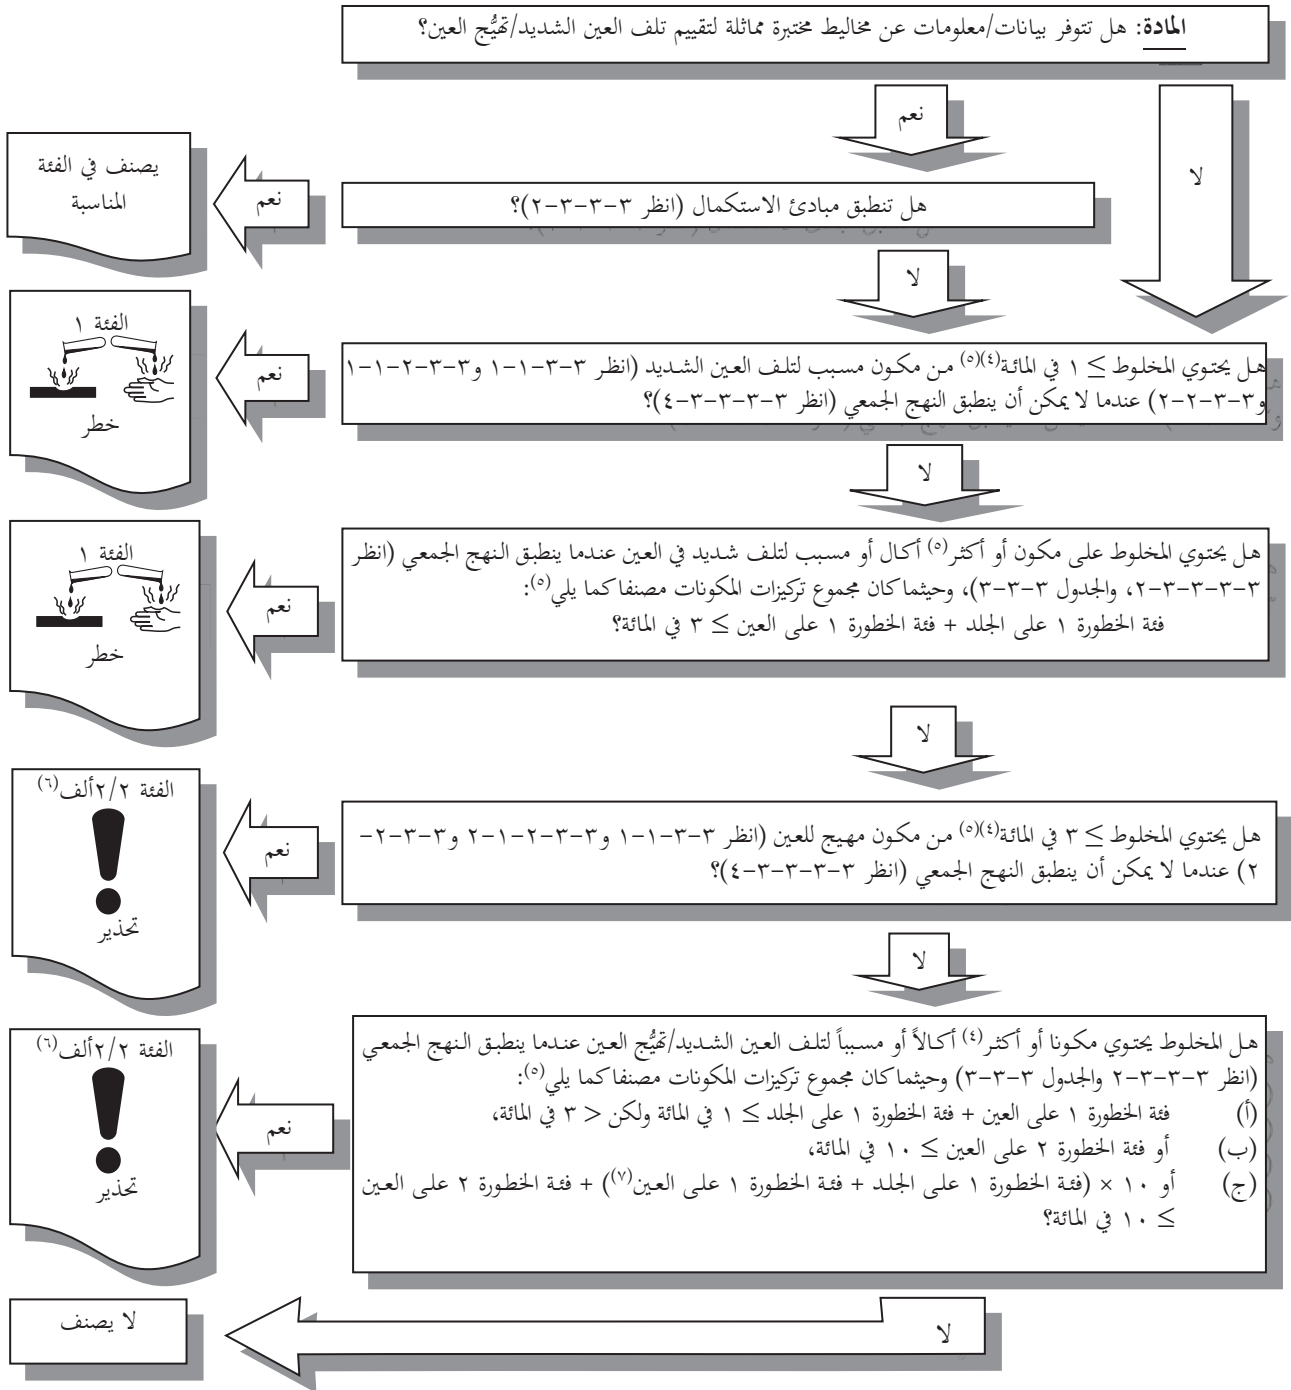 المادة: هل تتوفر بيانات/معلومات عن مخاليط مختبرة مماثلة لتقييم تلف العين الشديد/تهيُّج العين؟
نعم
لا
هل تنطبق مبادئ الاستكمال (انظر ٣-٣-٣-٢)؟
نعم
يصنف في الفئة
المناسبة
لا
هل يحتوي المخلوط ≥ ١ في المائة(٤)(٥) من مكون مسبب لتلف العين الشديد (انظر ٣-٣-١-١ و٣-٣-٢-١-١
و٣-٣-٢-٢) عندما لا يمكن أن ينطبق النهج الجمعي (انظر ٣-٣-٣-٣-٤)؟
نعم
الفئة ١
خطر
لا
هل يحتوي المخلوط على مكون أو أكثر(٥) أكال أو مسبب لتلف شديد في العين عندما ينطبق النهج الجمعي (انظر
٣-٣-٣-٣-٢، والجدول ٣-٣-٣)، وحيثما كان مجموع تركيزات المكونات مصنفا كما يلي(٥):
فئة الخطورة ١ على الجلد + فئة الخطورة ١ على العين ≥ ٣ في المائة؟
نعم
الفئة ١
خطر
لا
هل يحتوي المخلوط ≥ ٣ في المائة(٤)(٥) من مكون مهيج للعين (انظر ٣-٣-١-١ و٣-٣-٢-١-٢ و٣-٣-٢-
٢) عندما لا يمكن أن ينطبق النهج الجمعي (انظر ٣-٣-٣-٣-٤)؟
نعم
الفئة ٢/٢ألف(٦)
تحذير
لا
هل المخلوط يحتوي مكونا أو أكثر(٤) أكالاً أو مسبباً لتلف العين الشديد/تهيُّج العين عندما ينطبق النهج الجمعي
(انظر ٣-٣-٣-٢ والجدول ٣-٣-٣) وحيثما كان مجموع تركيزات المكونات مصنفا كما يلي(٥):
(أ) فئة الخطورة ١ على العين + فئة الخطورة ١ على الجلد ≥ ١ في المائة ولكن < ٣ في المائة،
(ب) أو فئة الخطورة ٢ على العين ≥ ١٠ في المائة،
(ج) أو ١٠ × (فئة الخطورة ١ على الجلد + فئة الخطورة ١ على العين(٧)) + فئة الخطورة ٢ على العين
≥ ١٠ في المائة؟
نعم
الفئة ٢/٢ألف(٦)
تحذير
لا
لا يصنف